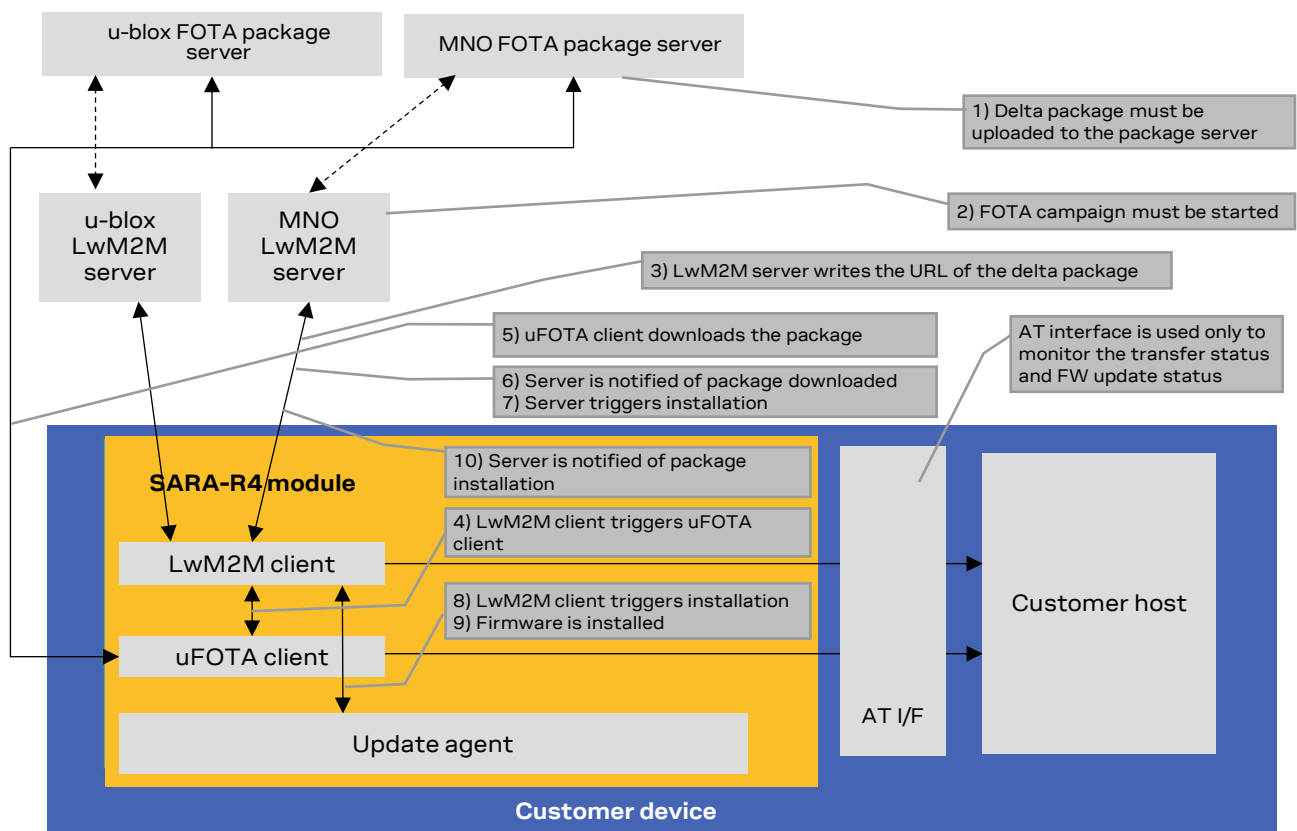 u-blox FOTA package
server
MNO FOTA package server
1) Delta package must be
uploaded to the package server
u-blox
LwM2M
server
MNO
LwM2M
server
2) FOTA campaign must be started
3) LwM2M server writes the URL of the delta package
5) uFOTA client downloads the package
AT interface is used only to
monitor the transfer status
and FW update status
6) Server is notified of package downloaded
7) Server triggers installation
10) Server is notified of package
installation
SARA-R4 module
4) LwM2M client triggers uFOTA
client
LwM2M client
8) LwM2M client triggers installation
9) Firmware is installed
Customer host
uFOTA client
AT I/F
Update agent
Customer device